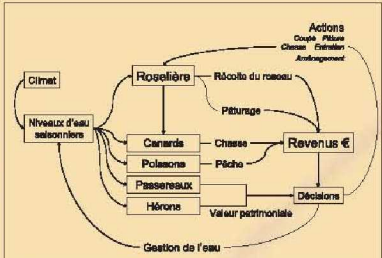 Actions
Coupe Pâture
Chasse Entretien
Aménagement
Climat
Roselière
Récolte du roseau
Pâturage
Niveaux d'eau
saisonniers
Canards
Chasse
Revenus €
Poissons
Pêche
Passereaux
Décisions
Hérons
Valeur patrimoniale
Gestion de l'eau